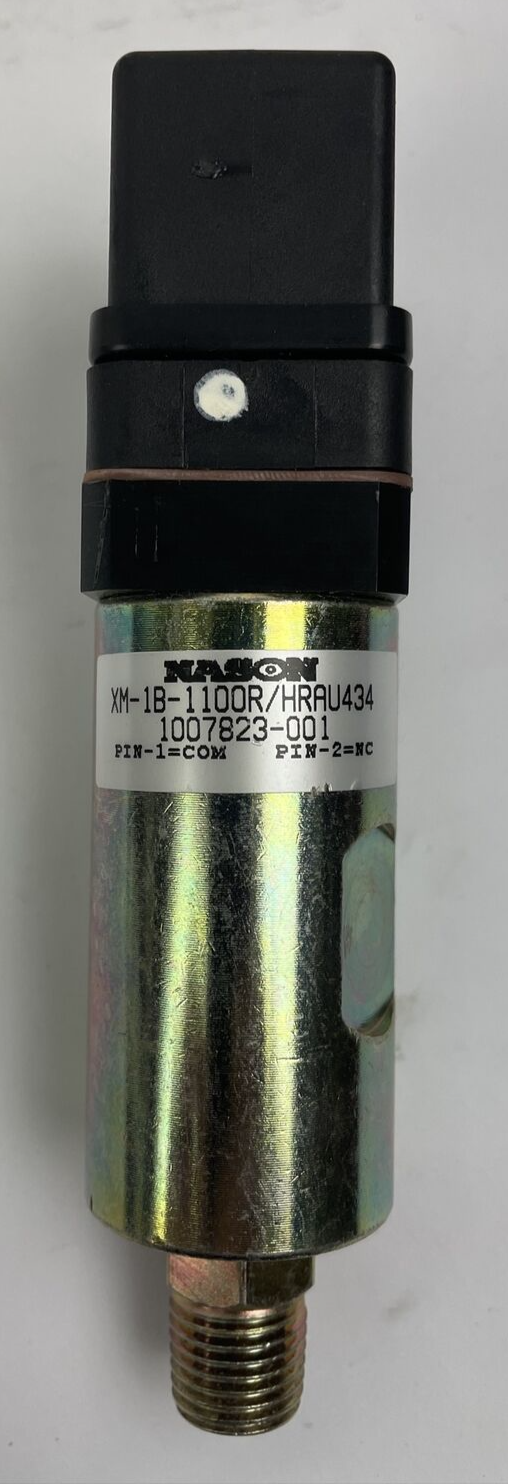 NASON
XM-1B-1100R/HRAU434
1007823-001
PIN-1=COM PIN-2=NC